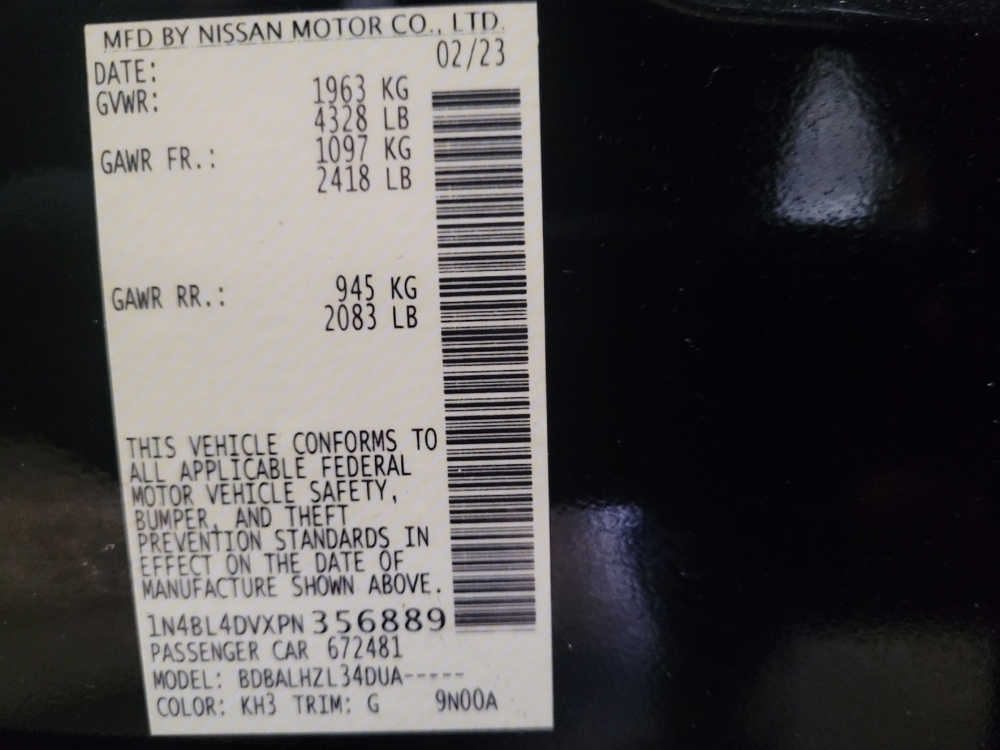 MFD BY NISSAN MOTOR CO., LTD.
DATE: 02/23
GVWR: 1963 KG
4328 LB
GAWR FR.: 1097 KG
2418 LB
GAWR RR.: 945 KG
2083 LB
THIS VEHICLE CONFORMS TO
ALL APPLICABLE FEDERAL
MOTOR VEHICLE SAFETY,
BUMPER, AND THEFT
PREVENTION STANDARDS IN
EFFECT ON THE DATE OF
MANUFACTURE SHOWN ABOVE.
1N4BL4DVXPN356889
PASSENGER CAR 672481
MODEL: BDBALHZL34DUA-----
COLOR: KH3 TRIM: G 9N00A